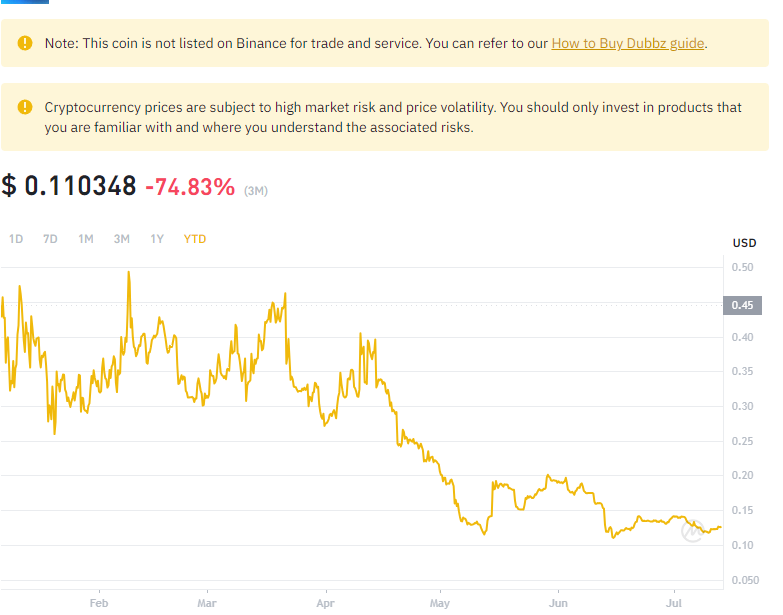 Note: This coin is not listed on Binance for trade and service. You can refer to our How to Buy Dubbz guide.
Cryptocurrency prices are subject to high market risk and price volatility. You should only invest in products that
you are familiar with and where you understand the associated risks.
$ 0.110348 -74.83% (3M)
1D 7D 1M 3M 1Y YTD
USD
0.50
0.45
0.40
0.35
0.30
0.25
0.20
0.15
0.10
0.050
Feb Mar Apr May Jun Jul